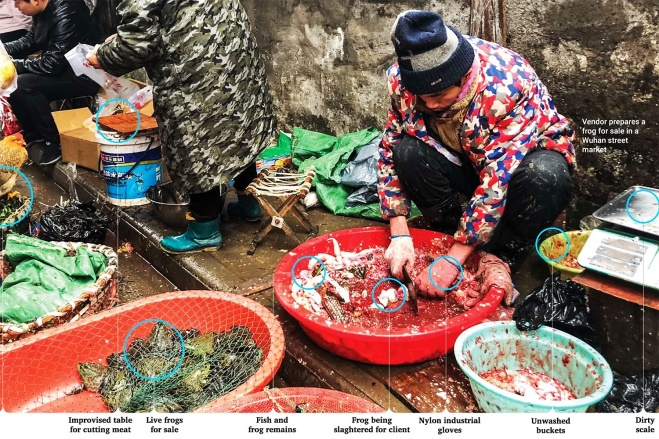 Vendor prepares a
frog for sale in a
Wuhan street
market
Improvised table
for cutting meat
Live frogs
for sale
Fish and
frog remains
Frog being
slaghtered for client
Nylon industrial
gloves
Unwashed
buckets
Dirty
scale